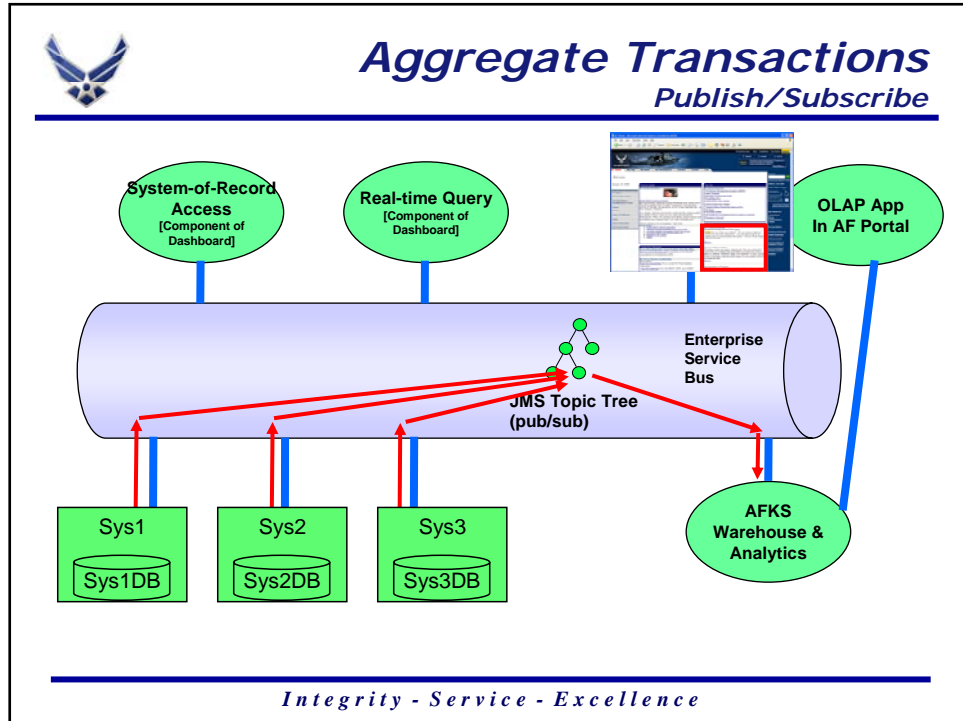 Aggregate Transactions
Publish/Subscribe
System-of-Record
Access
[Component of
Dashboard]
Real-time Query
[Component of
Dashboard]
OLAP App
In AF Portal
Enterprise
Service
Bus
JMS Topic Tree
(pub/sub)
Sys1
Sys1DB
Sys2
Sys2DB
Sys3
Sys3DB
AFKS
Warehouse &
Analytics
Integrity - Service - Excellence